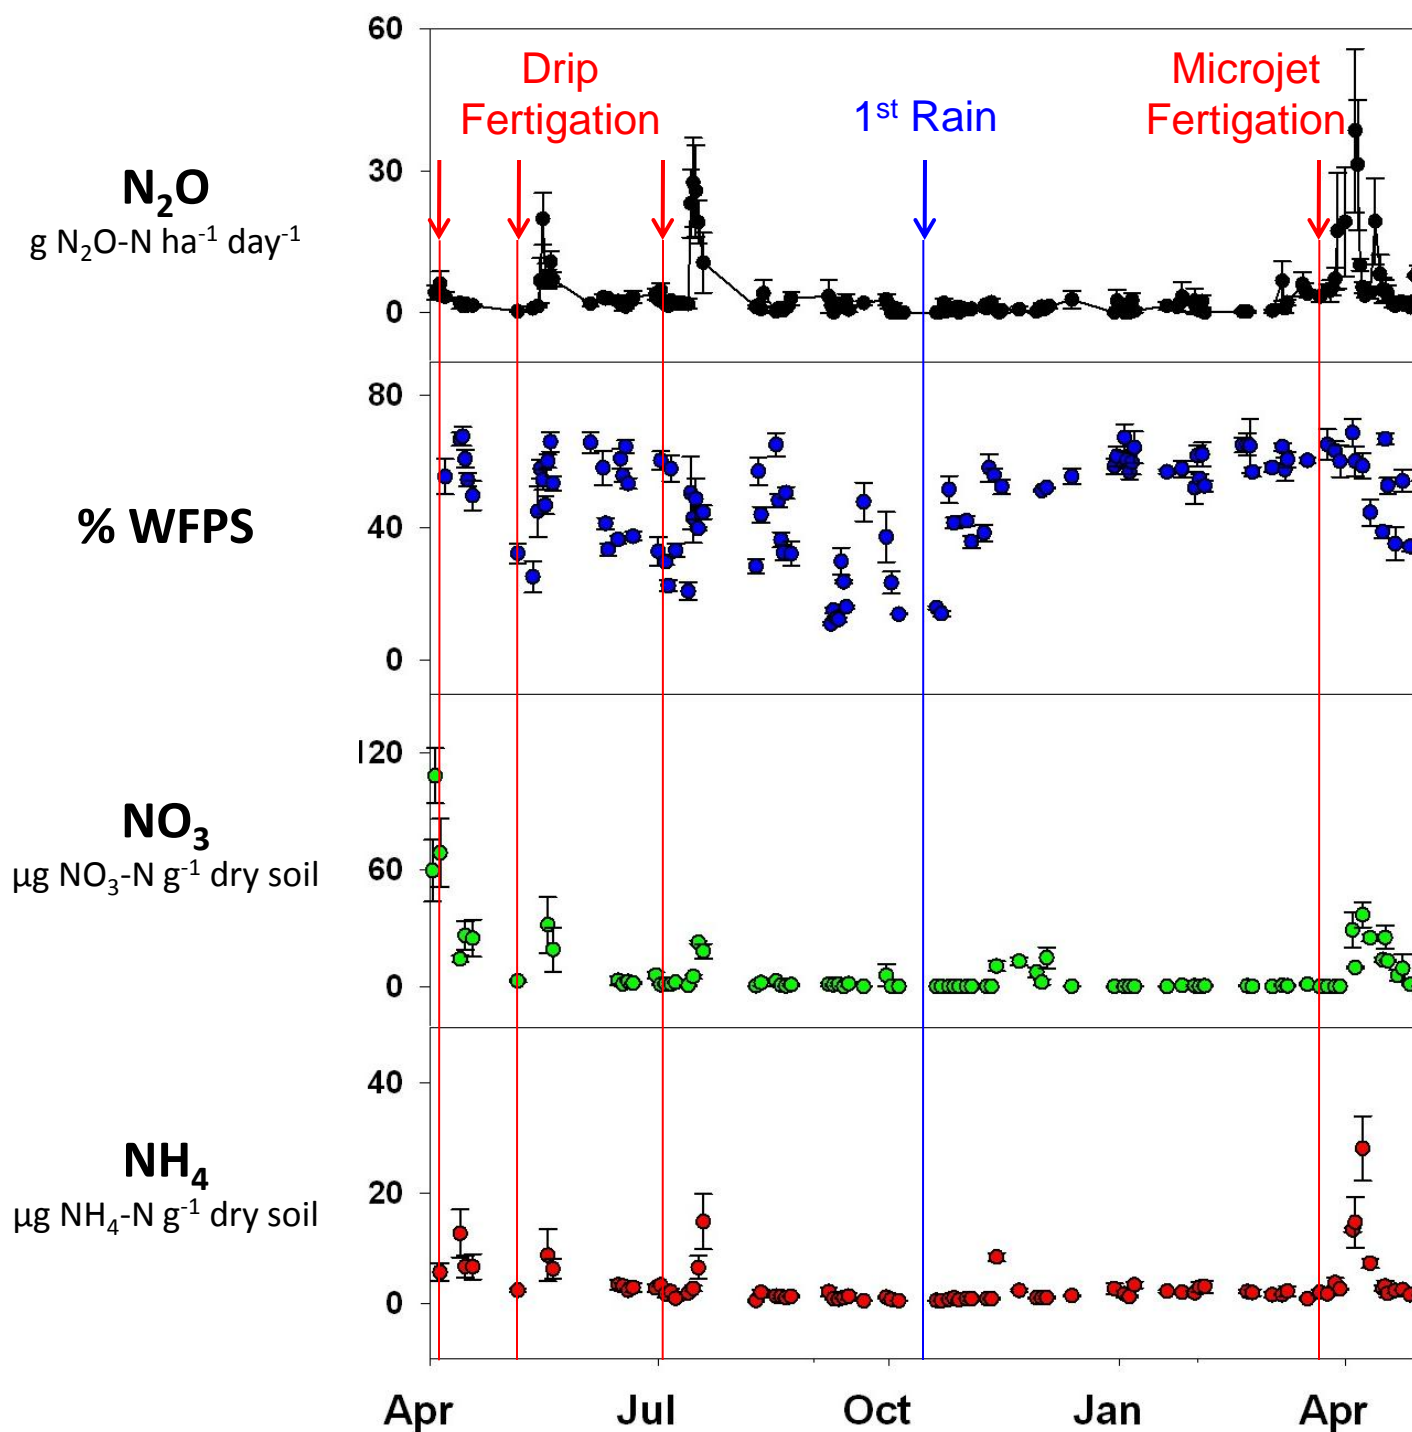 60
Drip
Fertigation
1st Rain
Microjet
Fertigation
30
N₂O
g N₂O-N ha⁻¹ day⁻¹
0
80
40
% WFPS
0
120
NO₃
µg NO₃-N g⁻¹ dry soil
60
0
40
NH₄
µg NH₄-N g⁻¹ dry soil
20
0
Apr Jul Oct Jan Apr